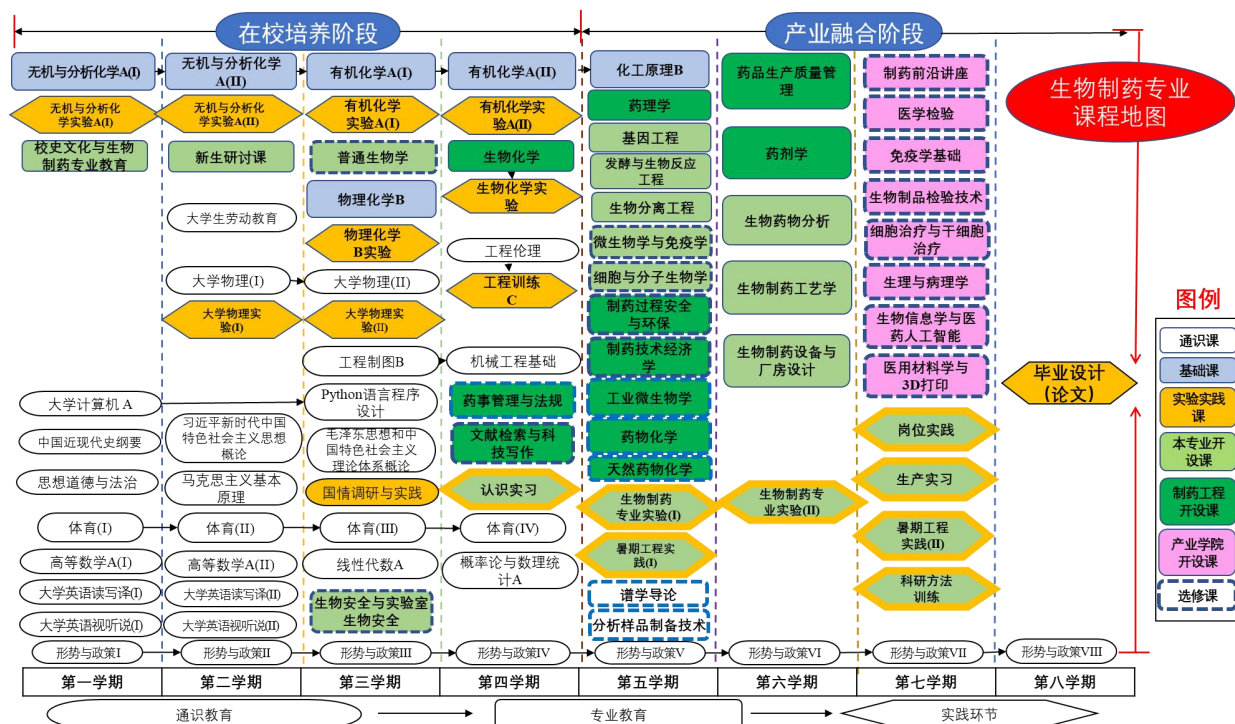 在校培养阶段
产业融合阶段
生物制药专业
课程地图
无机与分析化学A(I)
无机与分析化
学实验A(I)
校史文化与生物
制药专业教育
大学计算机 A
中国近现代史纲要
思想道德与法治
体育(I)
高等数学A(I)
大学英语读写译(I)
大学英语视听说(I)
形势与政策I
第一学期
无机与分析化学
A(II)
无机与分析化
学实验A(II)
新生研讨课
大学生劳动教育
大学物理(I)
大学物理实
验(I)
习近平新时代中国
特色社会主义思想
概论
马克思主义基本
原理
体育(II)
高等数学A(II)
大学英语读写译(II)
大学英语视听说(II)
形势与政策II
第二学期
有机化学A(I)
有机化学
实验A(I)
普通生物学
物理化学B
物理化学
B实验
大学物理(II)
大学物理实
验(II)
工程制图B
Python语言程序
设计
毛泽东思想和中
国特色社会主义
理论体系概论
国情调研与实践
体育(III)
线性代数A
生物安全与实验室
生物安全
形势与政策III
第三学期
有机化学A(II)
有机化学实
验A(II)
生物化学
生物化学实
验
工程伦理
工程训练
C
机械工程基础
药事管理与法规
文献检索与科
技写作
认识实习
体育(IV)
概率论与数理统
计A
形势与政策IV
第四学期
化工原理B
药理学
基因工程
发酵与生物反应
工程
生物分离工程
微生物学与免疫学
细胞与分子生物学
制药过程安全
与环保
制药技术经济
学
工业微生物学
药物化学
天然药物化学
生物制药
专业实验(I)
暑期工程实
践(I)
谱学导论
分析样品制备技术
形势与政策V
第五学期
药品生产质量管
理
药剂学
生物药物分析
生物制药工艺学
生物制药设备与
厂房设计
生物制药专
业实验(II)
形势与政策VI
第六学期
制药前沿讲座
医学检验
免疫学基础
生物制品检验技术
细胞治疗与干细胞
治疗
生理与病理学
生物信息学与医
药人工智能
医用材料学与
3D打印
岗位实践
生产实习
暑期工程
实践(II)
科研方法
训练
形势与政策VII
第七学期
毕业设计
(论文)
形势与政策VIII
第八学期
图例
通识课
基础课
实验实践
课
本专业开
设课
制药工程
开设课
产业学院
开设课
选修课
通识教育
专业教育
实践环节